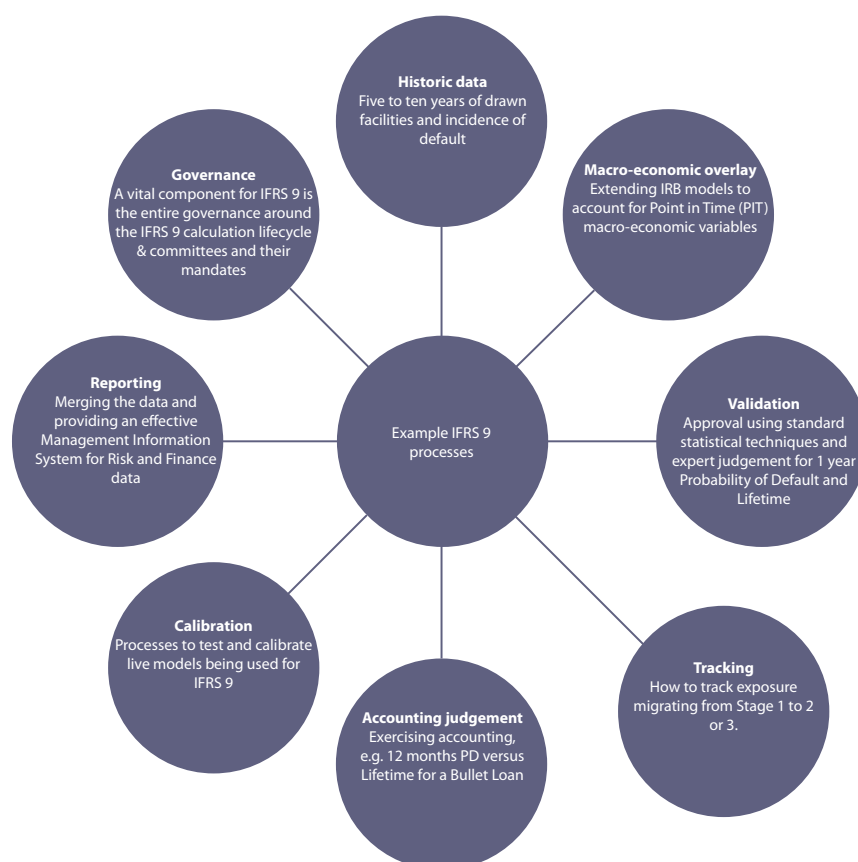 Historic data
Five to ten years of drawn
facilities and incidence of
default
Governance
A vital component for IFRS 9 is
the entire governance around
the IFRS 9 calculation lifecycle
& committees and their
mandates
Macro-economic overlay
Extending IRB models to
account for Point in Time (PIT)
macro-economic variables
Reporting
Merging the data and
providing an effective
Management Information
System for Risk and Finance
data
Example IFRS 9
processes
Validation
Approval using standard
statistical techniques and
expert judgement for 1 year
Probability of Default and
Lifetime
Calibration
Processes to test and calibrate
live models being used for
IFRS 9
Accounting judgement
Exercising accounting,
e.g. 12 months PD versus
Lifetime for a Bullet Loan
Tracking
How to track exposure
migrating from Stage 1 to 2
or 3.